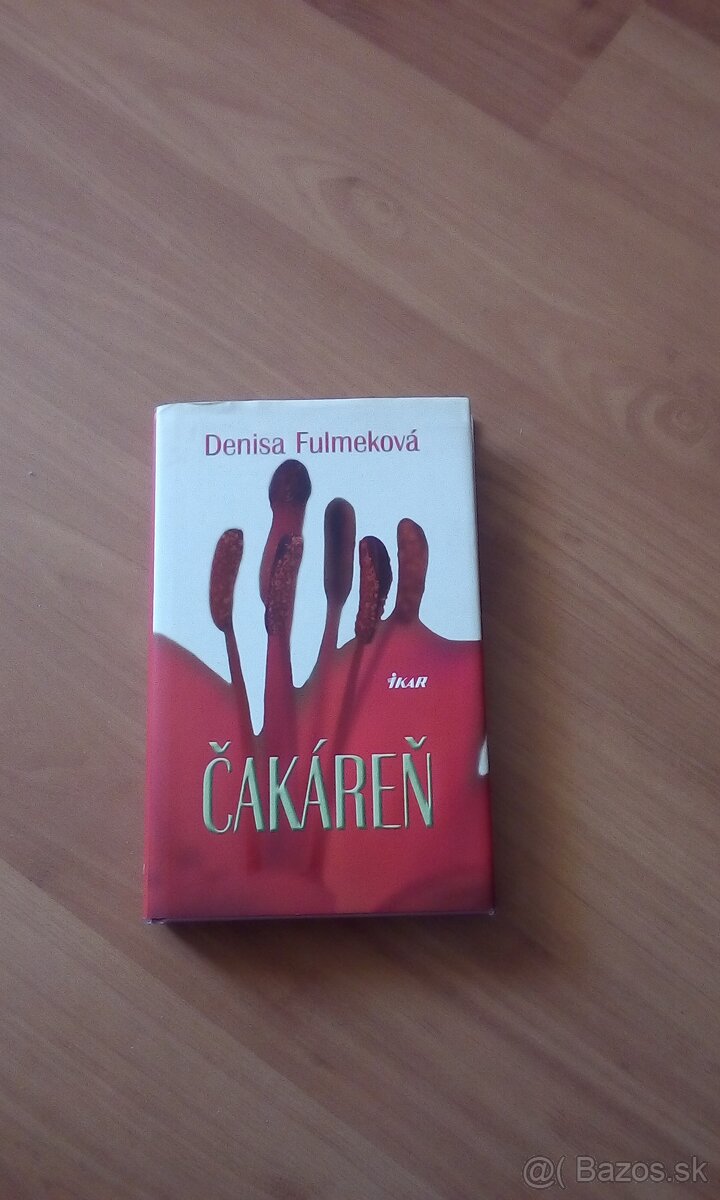 Denisa Fulmeková
iKAR
ČAKÁREŇ
@( Bazos.sk